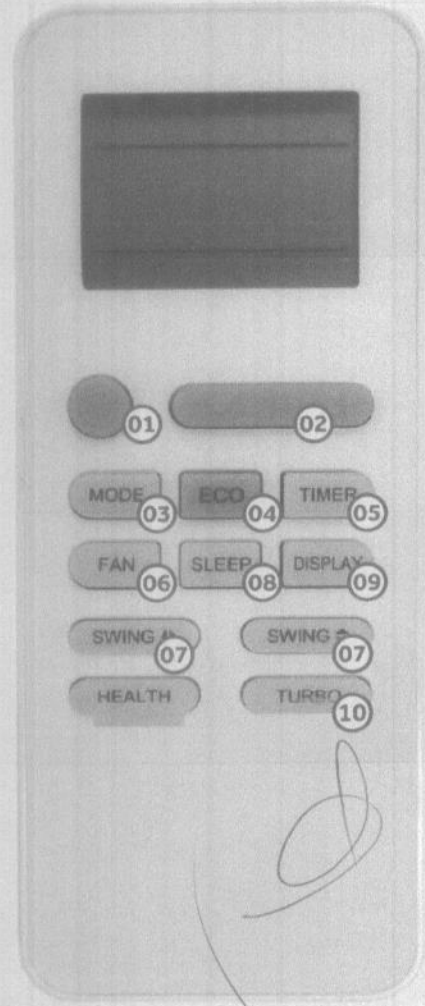 01 02
MODE 03 ECO 04 TIMER 05
FAN 06 SLEEP 08 DISPLAY 09
SWING 07 SWING 07
HEALTH TURBO 10